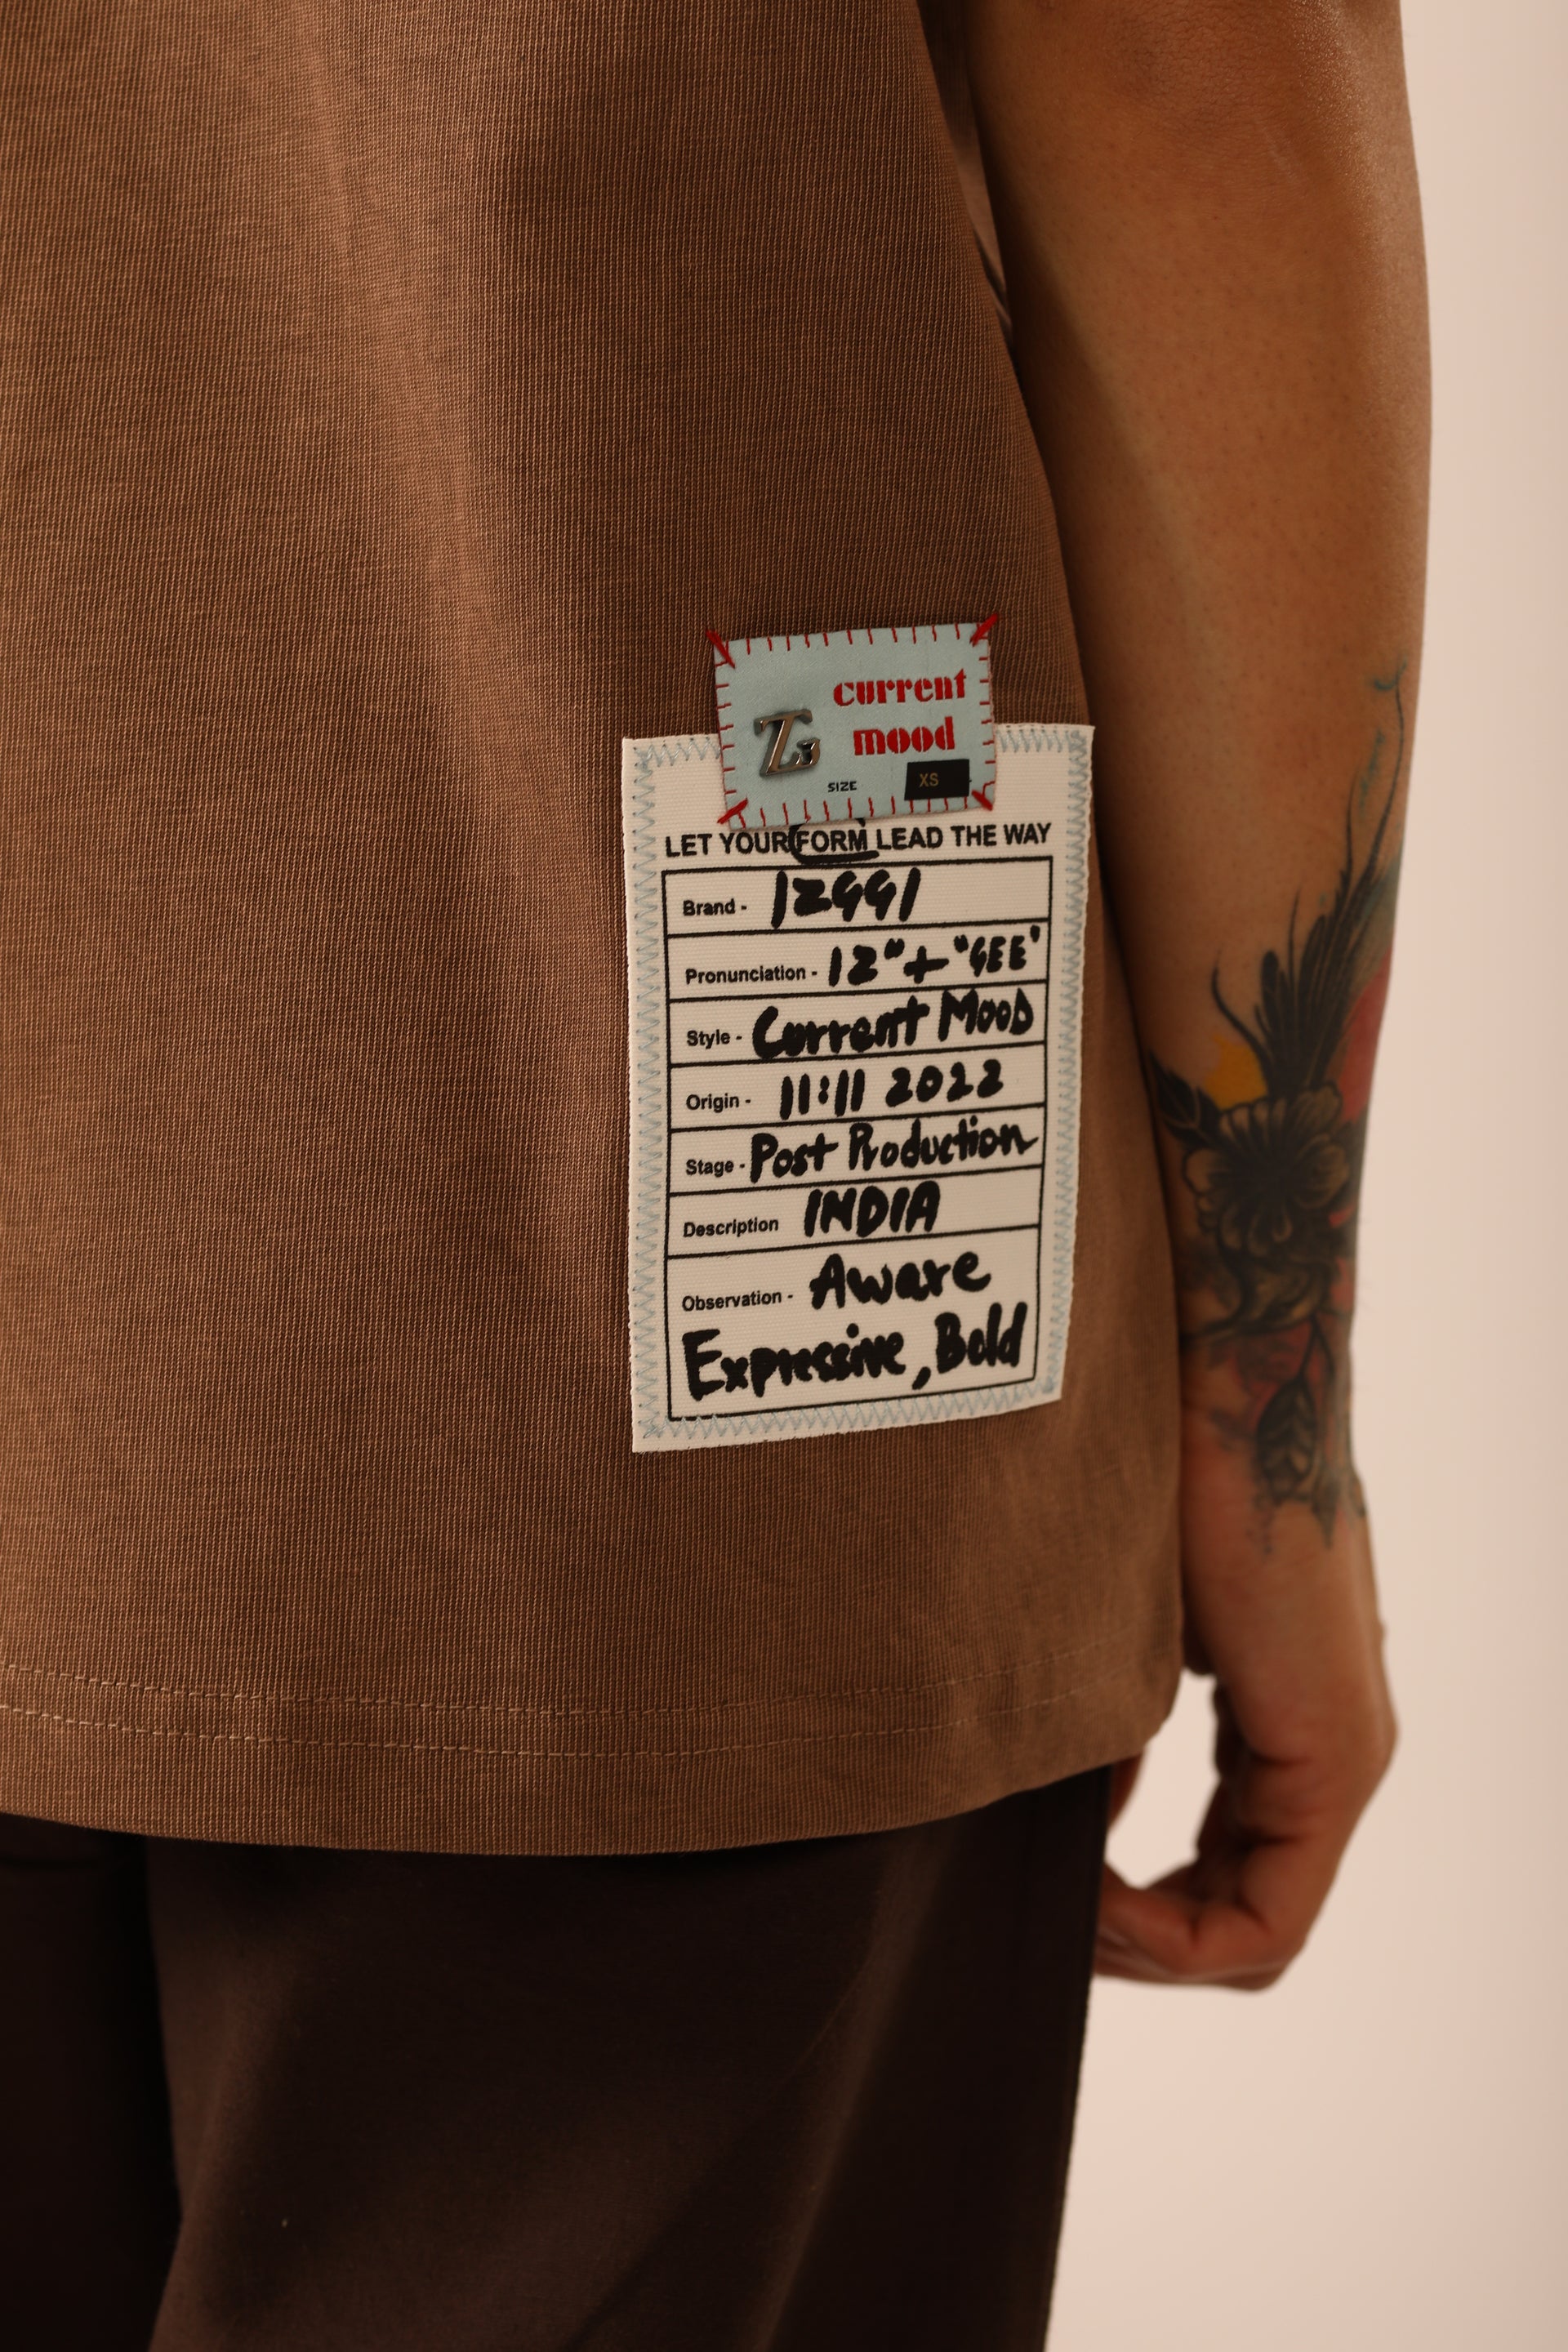 current
mood
SIZE XS
LET YOUR FORM LEAD THE WAY
Brand - IZGGI
Pronunciation - IZ"+"GEE"
Style - Current Mood
Origin - 11:11 2022
Stage - Post Production
Description INDIA
Observation - Aware
Expressive, Bold